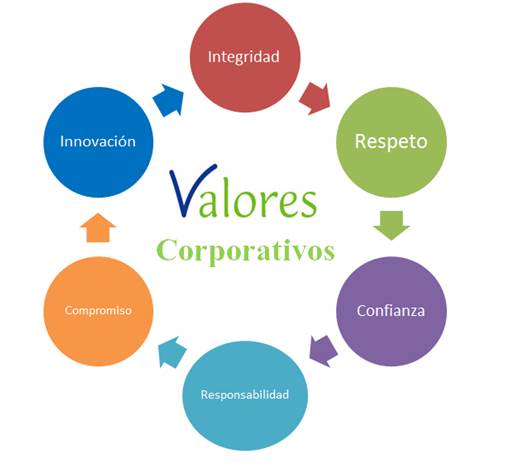 Integridad
Respeto
Confianza
Responsabilidad
Compromiso
Innovación
Valores
Corporativos